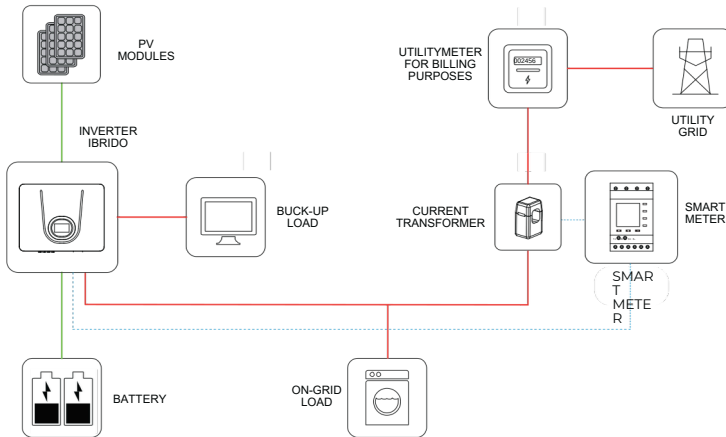 PV
MODULES
UTILITYMETER
FOR BILLING
PURPOSES
002456
UTILITY
GRID
INVERTER
IBRIDO
BUCK-UP
LOAD
CURRENT
TRANSFORMER
SMART
METER
SMAR
T
METE
R
BATTERY
ON-GRID
LOAD